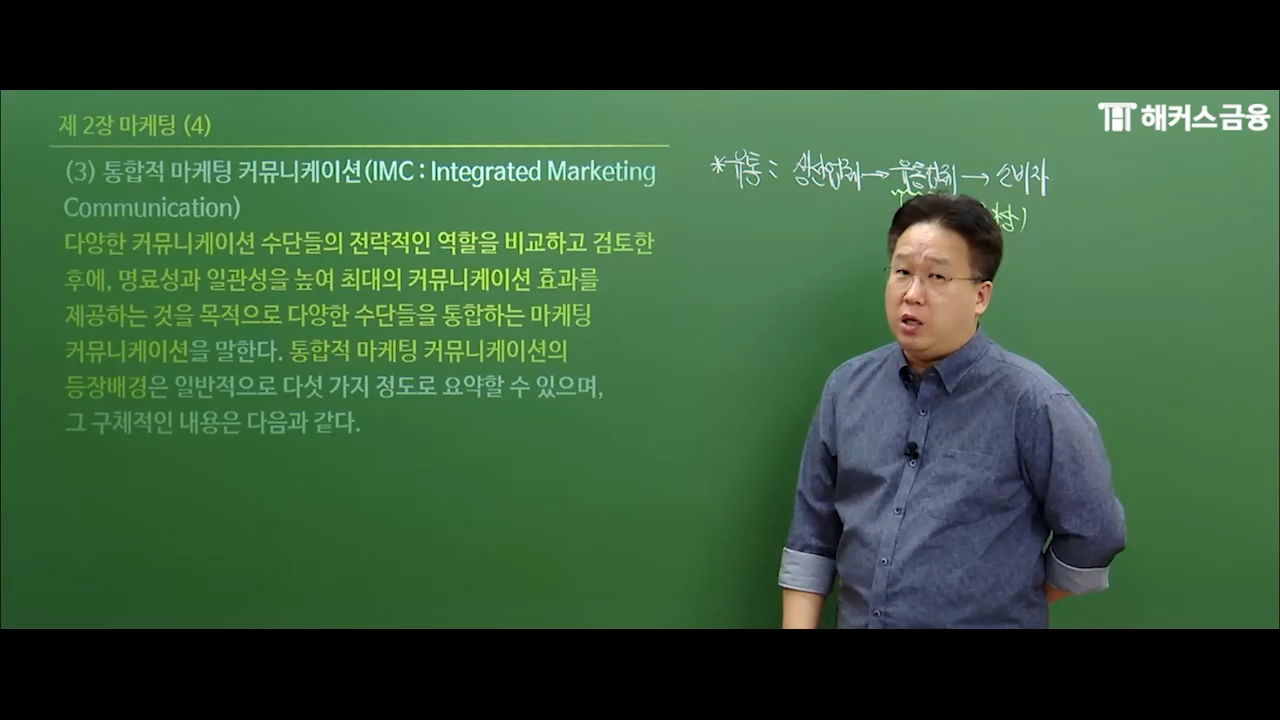 해커스금융
제 2장 마케팅 (4)
(3) 통합적 마케팅 커뮤니케이션(IMC : Integrated Marketing
Communication)
다양한 커뮤니케이션 수단들의 전략적인 역할을 비교하고 검토한
후에, 명료성과 일관성을 높여 최대의 커뮤니케이션 효과를
제공하는 것을 목적으로 다양한 수단들을 통합하는 마케팅
커뮤니케이션을 말한다. 통합적 마케팅 커뮤니케이션의
등장배경은 일반적으로 다섯 가지 정도로 요약할 수 있으며,
그 구체적인 내용은 다음과 같다.
*유통 : 생산업체 → 유통업체 → 소비자